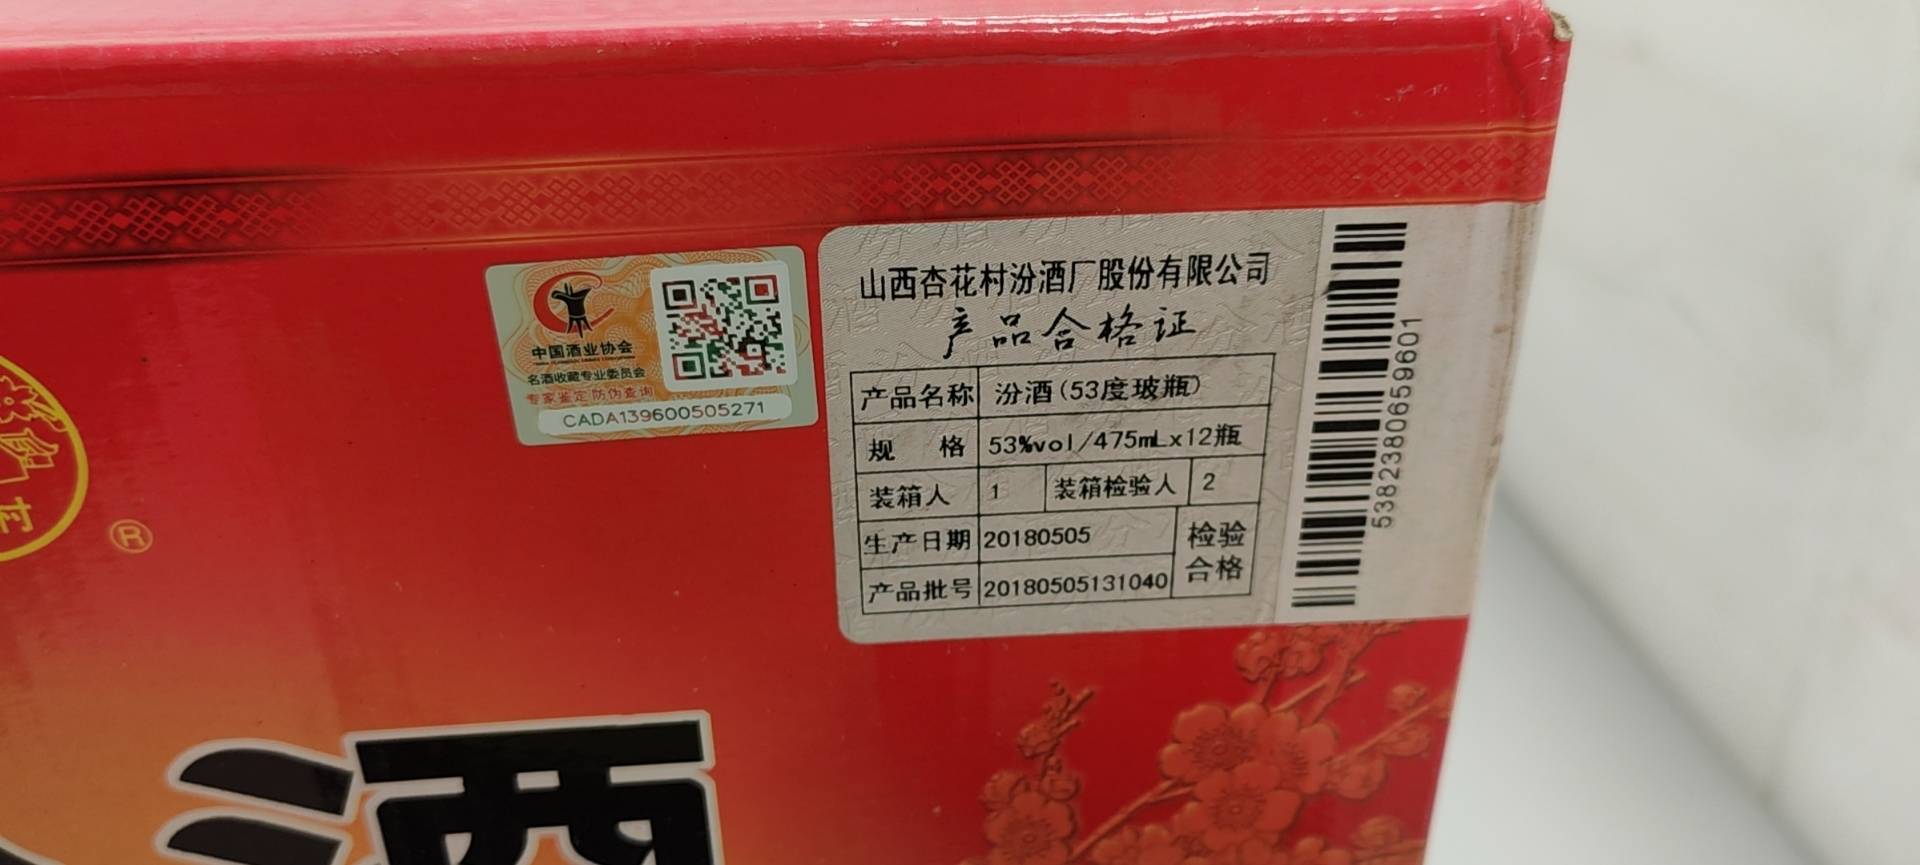 中国酒业协会
名酒收藏专业委员会
专家鉴定防伪查询
CADA139600505271
山西杏花村汾酒厂股份有限公司
产品合格证
产品名称 汾酒(53度玻瓶)
规 格 53%vol/475mLx12瓶
装箱人 1 装箱检验人 2
生产日期 20180505 检验
产品批号 20180505131040 合格
5382380659601
®
村
酒